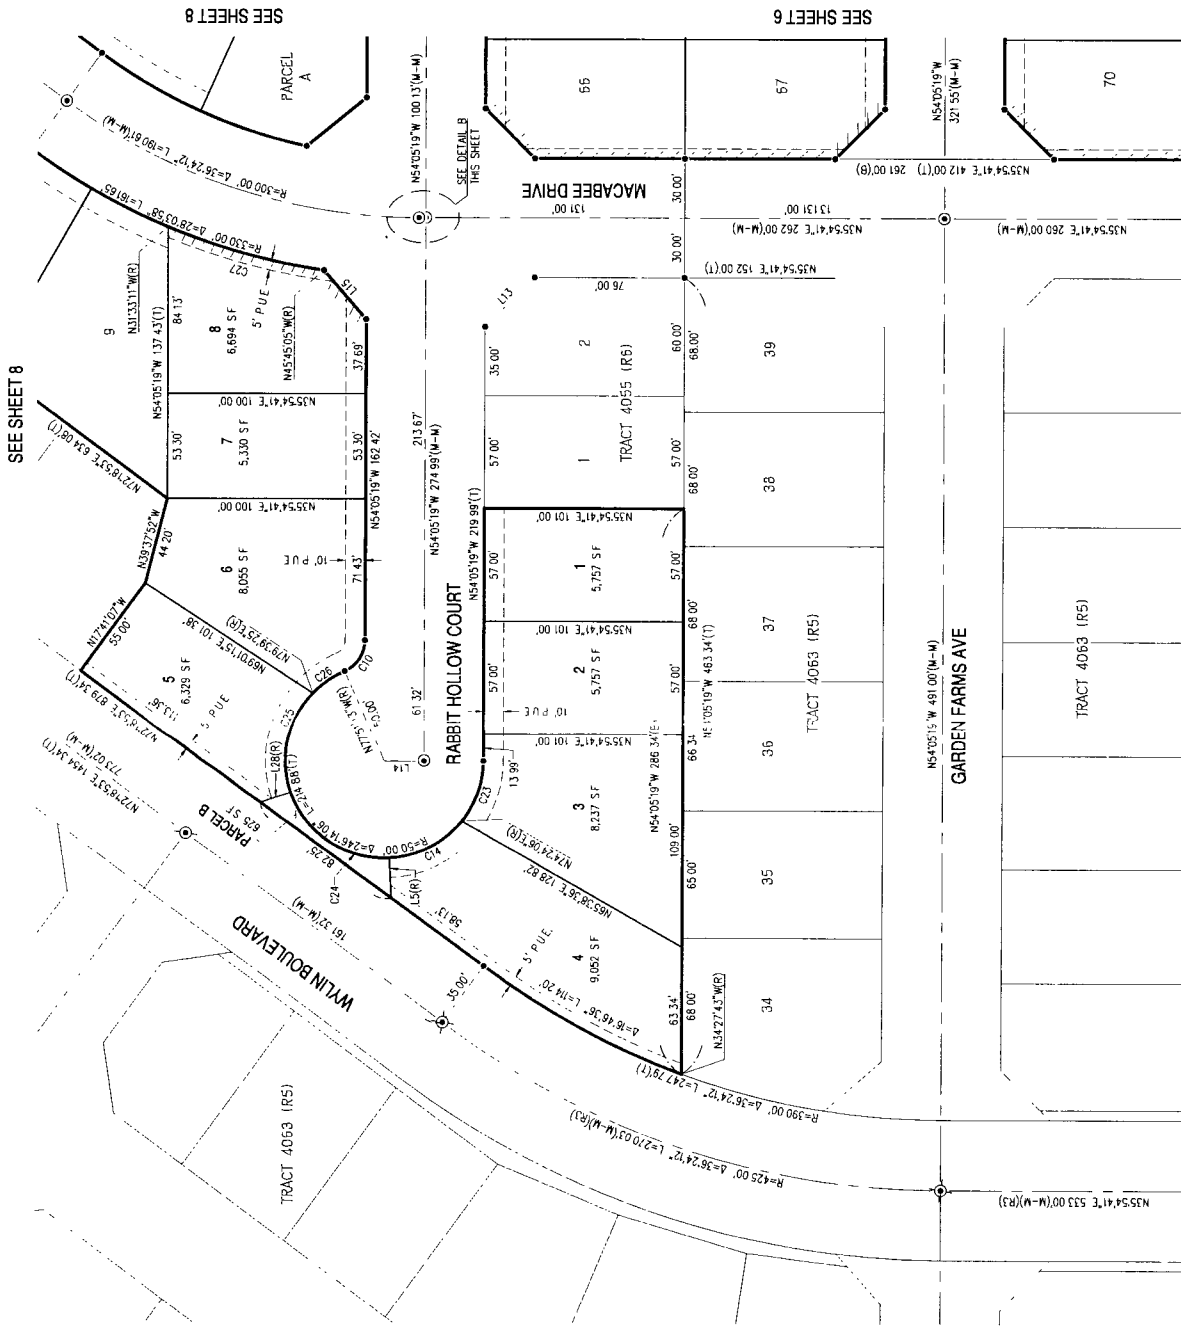 SEE SHEET 8
SEE SHEET 6
SEE SHEET 8
PARCEL
A
66
67
70
N54°05'19"W 100 13'(M-M)
N54°05'19"W
321 55'(M-M)
SEE DETAIL B
THIS SHEET
MACABEE DRIVE
R=300.00' Δ=36°24'12" L=190.61'(M-M)
R=330.00' Δ=28°03'58" L=161.65'
C27
5' PUE
L15
131 00'
30 00'
30 00'
N35°54'41"E 412 00'(T) 261 00'(B)
N35°54'41"E 262 00'(M-M)
N35°54'41"E 260 00'(M-M)
N35°54'41"E 152 00'(T)
76 00'
L13
9
N31°33'11"W(R)
84 13'
8
6,694 SF
N45°45'05"W(R)
37 69'
N54°05'19"W 137 43'(T)
N35°54'41"E 100 00'
53 30'
7
5,330 SF
53 30'
N35°54'41"E 100 00'
N72°18'53"E 634 08'(T)
N39°37'52"W
44 20'
6
8,055 SF
10' PUE
71 43'
N54°05'19"W 162 42'
213 67'
N54°05'19"W 274 99'(M-M)
N54°05'19"W 219 99'(T)
35 00'
57 00'
2
1
TRACT 4055 (R6)
60 00'
68.00'
57 00'
68 00'
39
38
N17°41'07"W
55 00'
5
6,329 SF
113.36'
5' PUE
N69°01'15"E 101 38'
N79°39'25"E(R)
C26
C10
C25
N77°51'13"W(R)
50.00'
61 32'
L14
RABBIT HOLLOW COURT
N35°54'41"E 101 00'
57 00'
1
5,757 SF
57 00'
N35°54'41"E 101 00'
57 00'
2
5,757 SF
57 00'
10' PUE
N35°54'41"E 101 00'
13 99'
68 00'
37
TRACT 4063 (R5)
36
N54°05'19"W 463 34'(T)
66 34'
N54°05'19"W 286 34'(B)
N72°18'53"E 879 34'(T)
773 02'(M-M)
PARCEL B
625 SF
L28(R)
L=214 88'(T)
Δ=246°14'06"
R=50 00'
C23
C14
C24
82 25'
L5(R)
3
8,237 SF
109 00'
65 00'
35
N74°24'06"E(R)
N65°38'36"E 128 82'
58.13'
5' PUE
4
9,052 SF
Δ=16°46'36" L=114 20'
63 34'
68 00'
34
N34°27'43"W(R)
WYLIN BOULEVARD
161 32'(M-M)
35 00'
N54°05'19"W 491 00'(M-M)
GARDEN FARMS AVE
TRACT 4063 (R5)
TRACT 4063 (R5)
R=390 00' Δ=36°24'12" L=247 79'(T)
R=425 00' Δ=36°24'12" L=270 03'(M-M)(R3)
N35°54'41"E 533 00'(M-M)(R3)